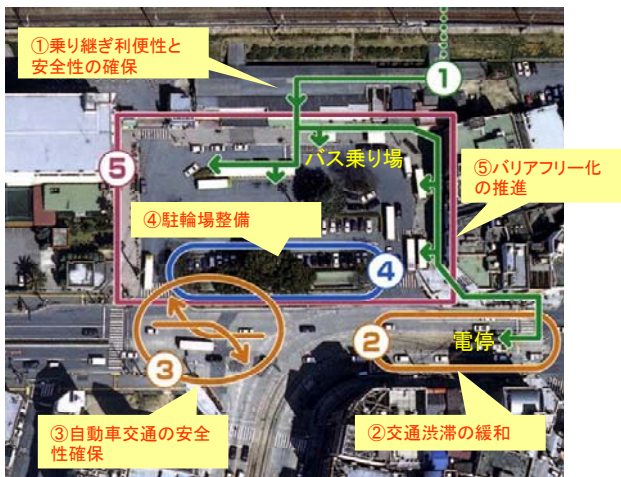 ①乗り継ぎ利便性と
安全性の確保
1
バス乗り場
5
⑤バリアフリー化
の推進
④駐輪場整備
4
2
電停
3
③自動車交通の安全
性確保
②交通渋滞の緩和